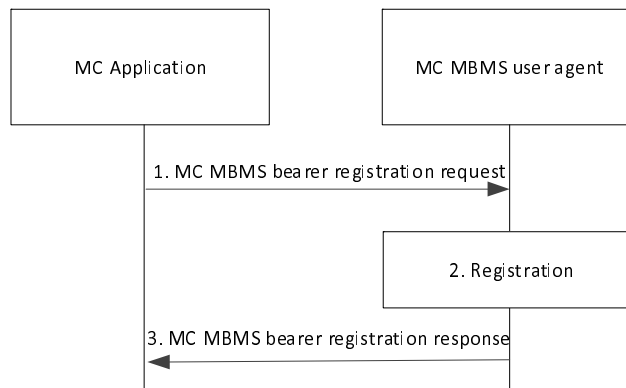 MC Application
MC MBMS user agent
1. MC MBMS bearer registration request
2. Registration
3. MC MBMS bearer registration response